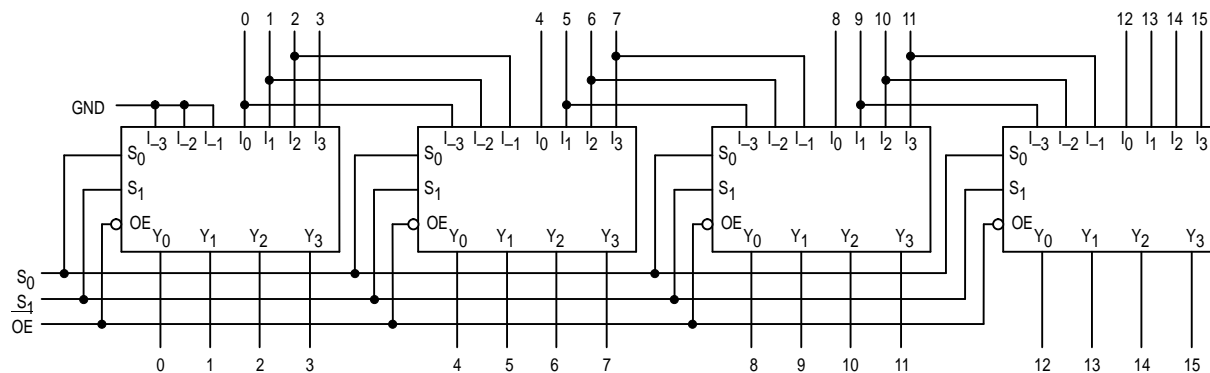 0 1 2 3 4 5 6 7 8 9 10 11 12 13 14 15
GND
I–3 I–2 I–1 I0 I1 I2 I3 I–3 I–2 I–1 I0 I1 I2 I3 I–3 I–2 I–1 I0 I1 I2 I3 I–3 I–2 I–1 I0 I1 I2 I3
S0 S0 S0 S0
S1 S1 S1 S1
OE OE OE OE
Y0 Y1 Y2 Y3 Y0 Y1 Y2 Y3 Y0 Y1 Y2 Y3 Y0 Y1 Y2 Y3
S0
S1
OE
0 1 2 3 4 5 6 7 8 9 10 11 12 13 14 15